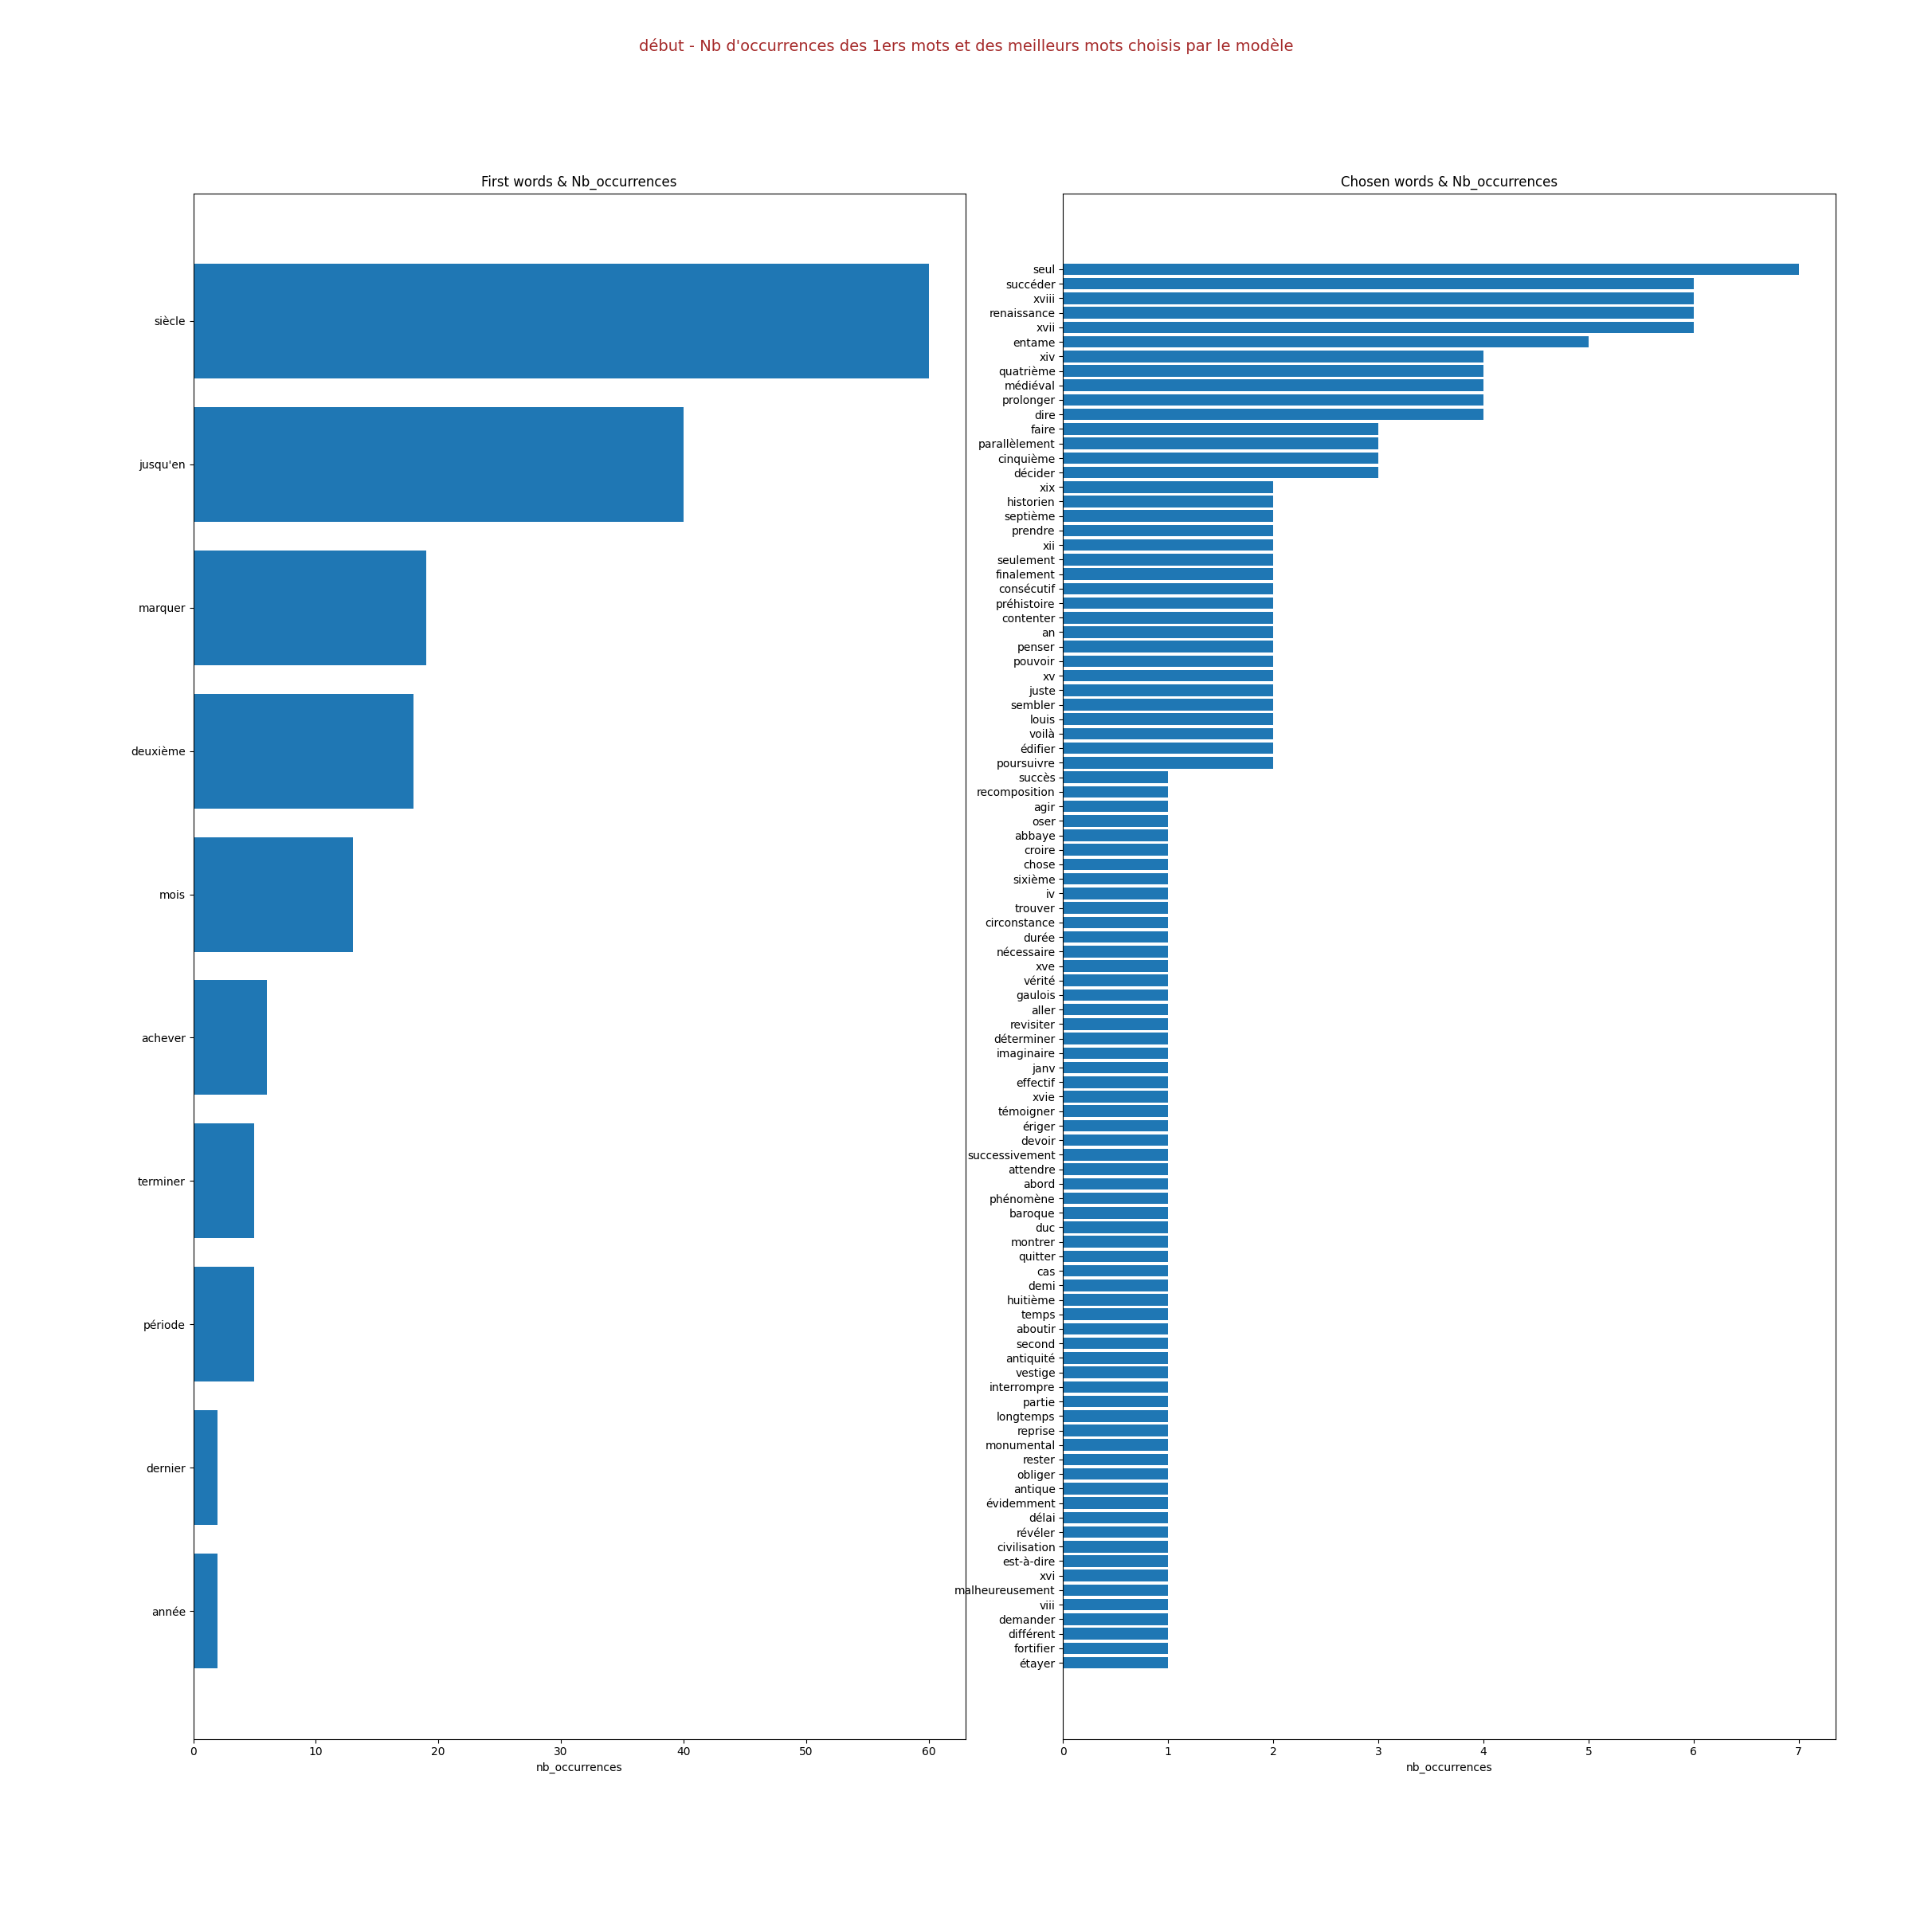 début - Nb d'occurrences des 1ers mots et des meilleurs mots choisis par le modèle
First words & Nb_occurrences
siècle
jusqu'en
marquer
deuxième
mois
achever
terminer
période
dernier
année
0 10 20 30 40 50 60
nb_occurrences
Chosen words & Nb_occurrences
seul
succéder
xviii
renaissance
xvii
entame
xiv
quatrième
médiéval
prolonger
dire
faire
parallèlement
cinquième
décider
xix
historien
septième
prendre
xii
seulement
finalement
consécutif
préhistoire
contenter
an
penser
pouvoir
xv
juste
sembler
louis
voilà
édifier
poursuivre
succès
recomposition
agir
oser
abbaye
croire
chose
sixième
iv
trouver
circonstance
durée
nécessaire
xve
vérité
gaulois
aller
revisiter
déterminer
imaginaire
janv
effectif
xvie
témoigner
ériger
devoir
successivement
attendre
abord
phénomène
baroque
duc
montrer
quitter
cas
demi
huitième
temps
aboutir
second
antiquité
vestige
interrompre
partie
longtemps
reprise
monumental
rester
obliger
antique
évidemment
délai
révéler
civilisation
est-à-dire
xvi
malheureusement
viii
demander
différent
fortifier
étayer
0 1 2 3 4 5 6 7
nb_occurrences